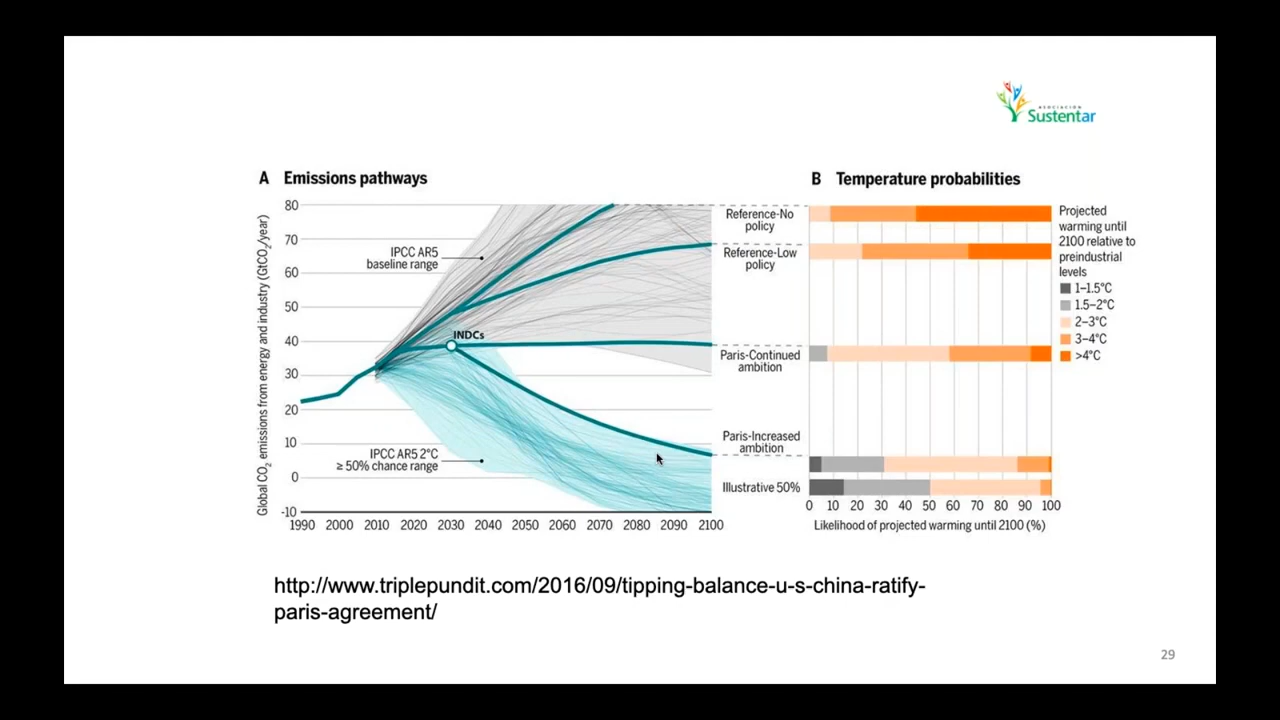 ASOCIACIÓN
Sustentar
A Emissions pathways
Global CO2 emissions from energy and industry (GtCO2/year)
80
70
60
50
40
30
20
10
0
-10
IPCC AR5
baseline range
INDCs
IPCC AR5 2°C
≥ 50% chance range
1990 2000 2010 2020 2030 2040 2050 2060 2070 2080 2090 2100
Reference-No
policy
Reference-Low
policy
Paris-Continued
ambition
Paris-Increased
ambition
Illustrative 50%
B Temperature probabilities
0 10 20 30 40 50 60 70 80 90 100
Likelihood of projected warming until 2100 (%)
Projected
warming until
2100 relative to
preindustrial
levels
1–1.5°C
1.5–2°C
2–3°C
3–4°C
>4°C
http://www.triplepundit.com/2016/09/tipping-balance-u-s-china-ratify-
paris-agreement/
29